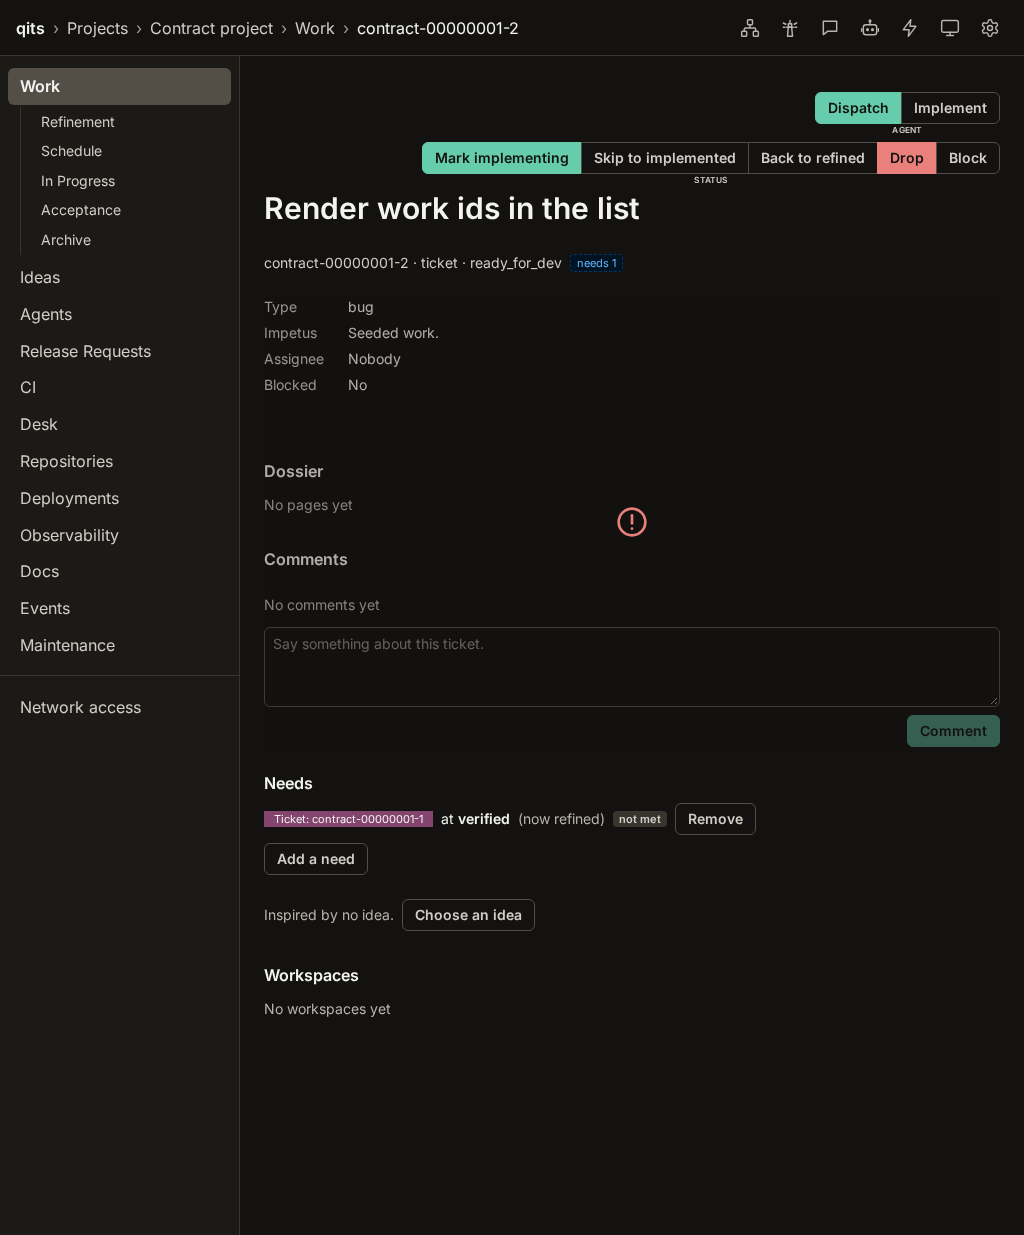 qits › Projects › Contract project › Work › contract-00000001-2
Work
Refinement
Schedule
In Progress
Acceptance
Archive
Ideas
Agents
Release Requests
CI
Desk
Repositories
Deployments
Observability
Docs
Events
Maintenance
Network access
Dispatch Implement
AGENT
Mark implementing Skip to implemented Back to refined Drop Block
STATUS
Render work ids in the list
contract-00000001-2 · ticket · ready_for_dev needs 1
Type bug
Impetus Seeded work.
Assignee Nobody
Blocked No
Dossier
No pages yet
Comments
No comments yet
Say something about this ticket.
Comment
Needs
Ticket: contract-00000001-1 at verified (now refined) not met Remove
Add a need
Inspired by no idea. Choose an idea
Workspaces
No workspaces yet